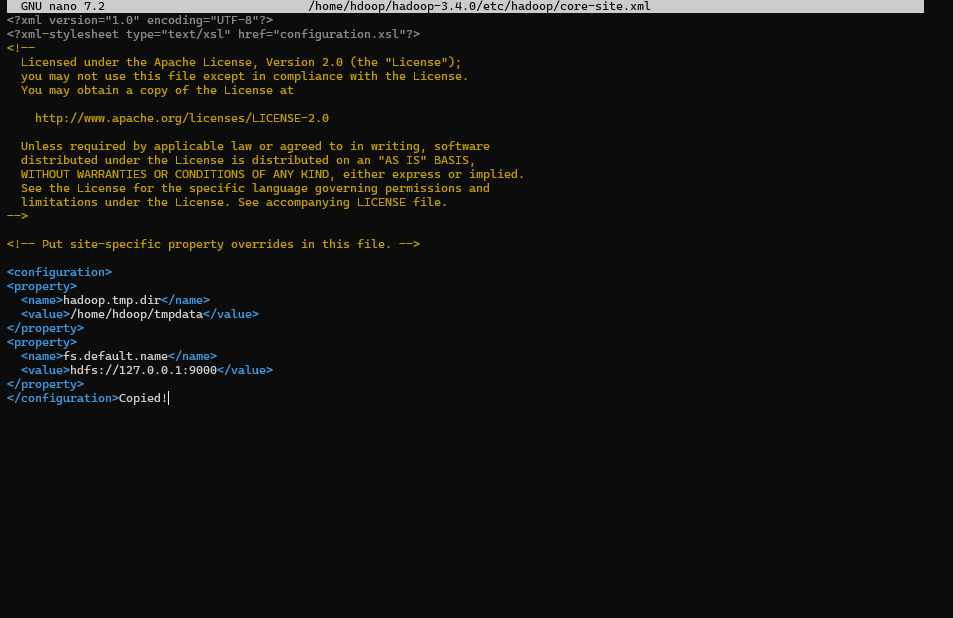 GNU nano 7.2 /home/hdoop/hadoop-3.4.0/etc/hadoop/core-site.xml
<?xml version="1.0" encoding="UTF-8"?>
<?xml-stylesheet type="text/xsl" href="configuration.xsl"?>
<!--
  Licensed under the Apache License, Version 2.0 (the "License");
  you may not use this file except in compliance with the License.
  You may obtain a copy of the License at

    http://www.apache.org/licenses/LICENSE-2.0

  Unless required by applicable law or agreed to in writing, software
  distributed under the License is distributed on an "AS IS" BASIS,
  WITHOUT WARRANTIES OR CONDITIONS OF ANY KIND, either express or implied.
  See the License for the specific language governing permissions and
  limitations under the License. See accompanying LICENSE file.
-->

<!-- Put site-specific property overrides in this file. -->

<configuration>
<property>
  <name>hadoop.tmp.dir</name>
  <value>/home/hdoop/tmpdata</value>
</property>
<property>
  <name>fs.default.name</name>
  <value>hdfs://127.0.0.1:9000</value>
</property>
</configuration>Copied!